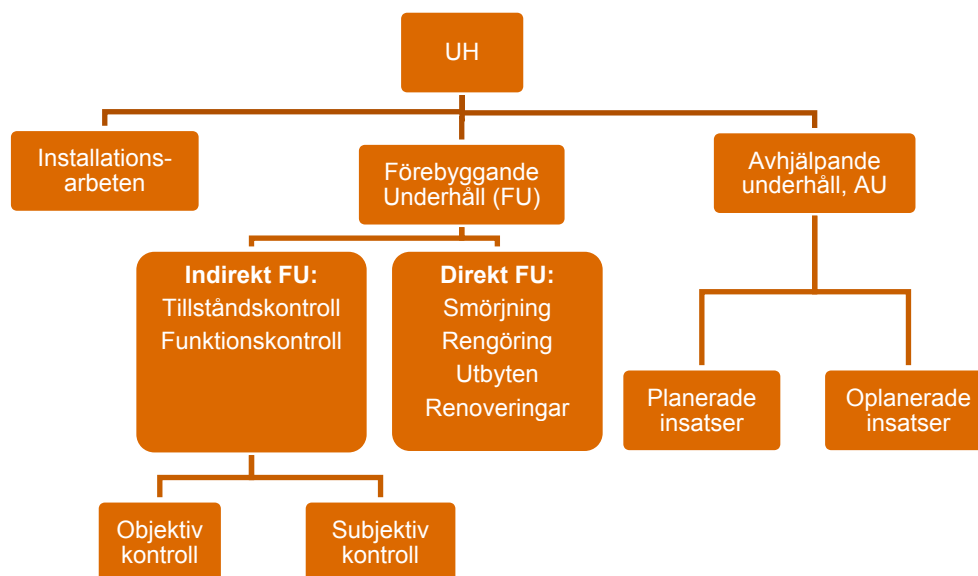 UH
Installations-
arbeten
Förebyggande
Underhåll (FU)
Avhjälpande
underhåll, AU
Indirekt FU:
Tillståndskontroll
Funktionskontroll
Direkt FU:
Smörjning
Rengöring
Utbyten
Renoveringar
Planerade
insatser
Oplanerade
insatser
Objektiv
kontroll
Subjektiv
kontroll